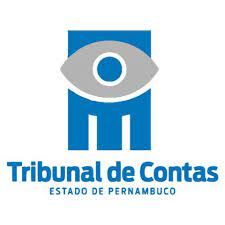 Tribunal de Contas
ESTADO DE PERNAMBUCO